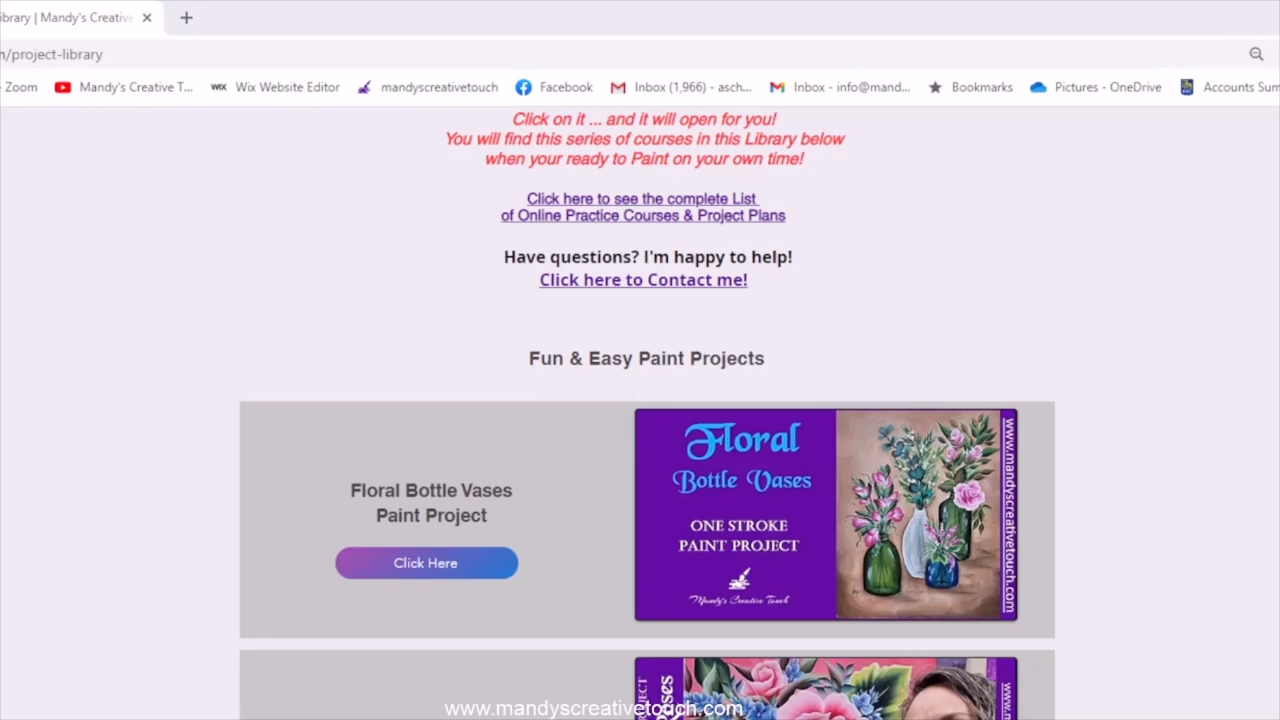 ibrary | Mandy's Creative
/project-library
Zoom
Mandy's Creative T...
WIX
Wix Website Editor
mandyscreativetouch
Facebook
Inbox (1,966) - asch...
Inbox - info@mand...
Bookmarks
Pictures - OneDrive
Accounts Sum
Click on it ... and it will open for you!
You will find this series of courses in this Library below
when your ready to Paint on your own time!
Click here to see the complete List
of Online Practice Courses & Project Plans
Have questions? I'm happy to help!
Click here to Contact me!
Fun & Easy Paint Projects
Floral Bottle Vases
Paint Project
Click Here
Floral
Bottle Vases
ONE STROKE
PAINT PROJECT
Mandy's Creative Touch
www.mandyscreativetouch.com
www.mandyscreativetouch.com